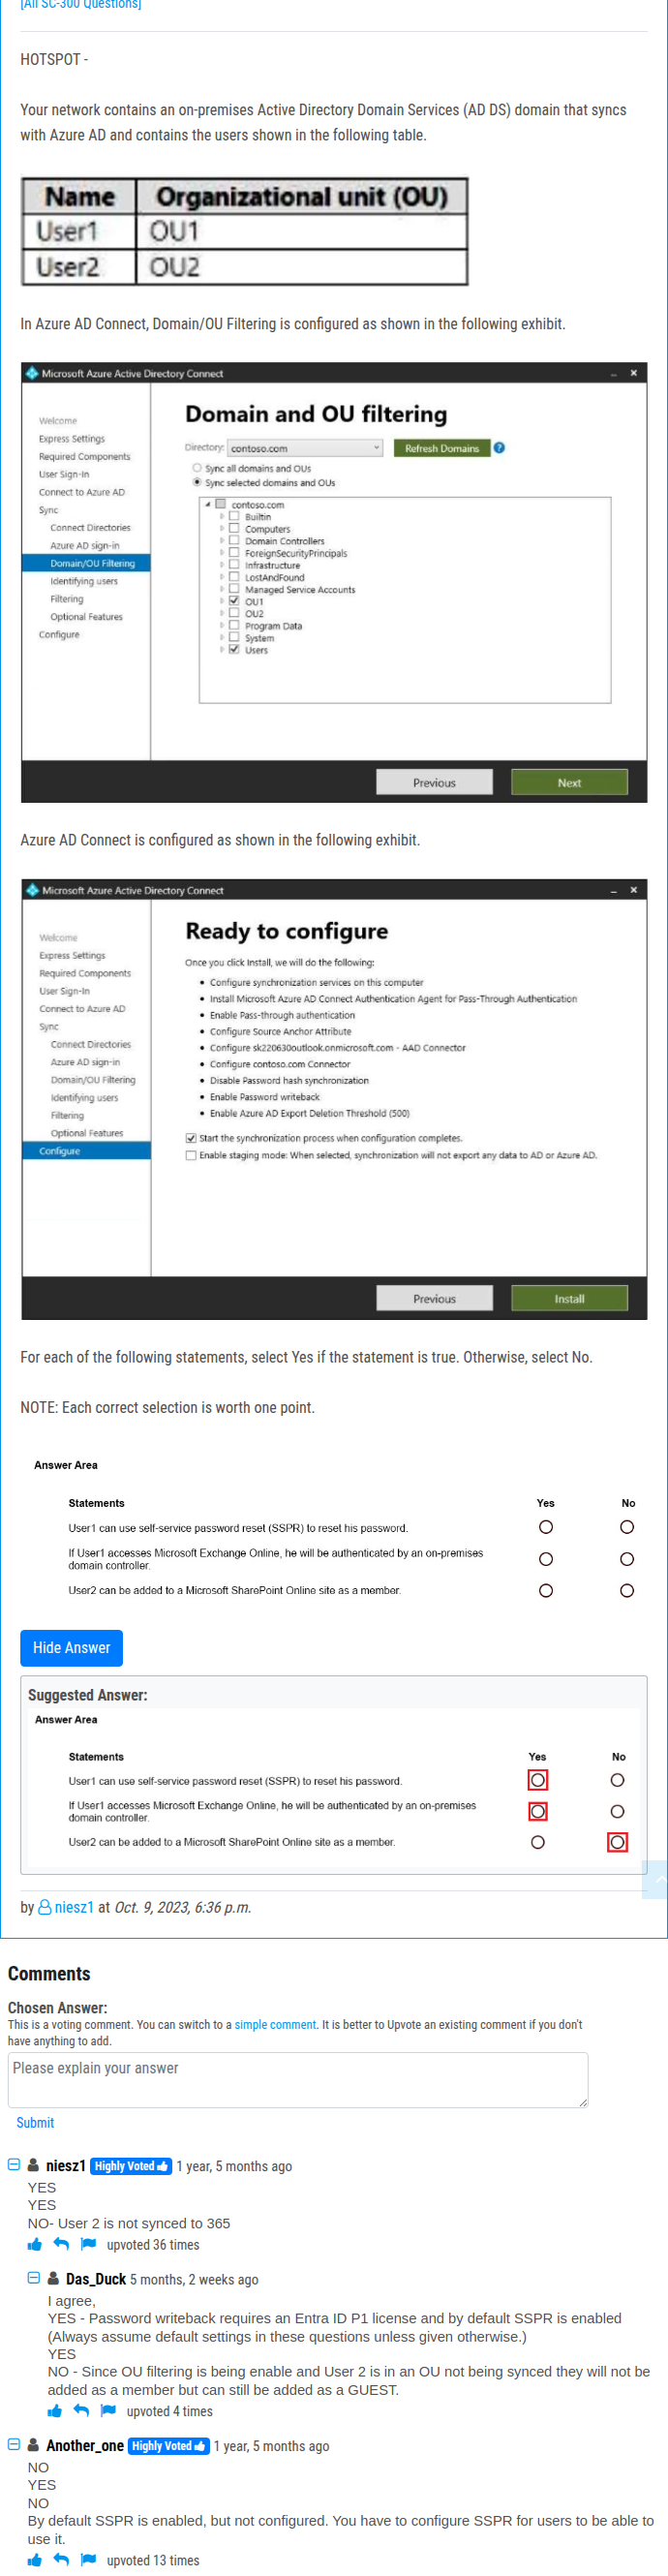 [All SC-300 Questions]
HOTSPOT -
Your network contains an on-premises Active Directory Domain Services (AD DS) domain that syncs
with Azure AD and contains the users shown in the following table.
Name Organizational unit (OU)
User1 OU1
User2 OU2
In Azure AD Connect, Domain/OU Filtering is configured as shown in the following exhibit.
Microsoft Azure Active Directory Connect
Welcome
Express Settings
Required Components
User Sign-In
Connect to Azure AD
Sync
Connect Directories
Azure AD sign-in
Domain/OU Filtering
Identifying users
Filtering
Optional Features
Configure
Domain and OU filtering
Directory: contoso.com Refresh Domains ?
Sync all domains and OUs
Sync selected domains and OUs
contoso.com
Builtin
Computers
Domain Controllers
ForeignSecurityPrincipals
Infrastructure
LostAndFound
Managed Service Accounts
OU1
OU2
Program Data
System
Users
Previous Next
Azure AD Connect is configured as shown in the following exhibit.
Microsoft Azure Active Directory Connect
Welcome
Express Settings
Required Components
User Sign-In
Connect to Azure AD
Sync
Connect Directories
Azure AD sign-in
Domain/OU Filtering
Identifying users
Filtering
Optional Features
Configure
Ready to configure
Once you click Install, we will do the following:
• Configure synchronization services on this computer
• Install Microsoft Azure AD Connect Authentication Agent for Pass-Through Authentication
• Enable Pass-through authentication
• Configure Source Anchor Attribute
• Configure sk220630outlook.onmicrosoft.com - AAD Connector
• Configure contoso.com Connector
• Disable Password hash synchronization
• Enable Password writeback
• Enable Azure AD Export Deletion Threshold (500)
Start the synchronization process when configuration completes.
Enable staging mode: When selected, synchronization will not export any data to AD or Azure AD.
Previous Install
For each of the following statements, select Yes if the statement is true. Otherwise, select No.
NOTE: Each correct selection is worth one point.
Answer Area
Statements Yes No
User1 can use self-service password reset (SSPR) to reset his password.
If User1 accesses Microsoft Exchange Online, he will be authenticated by an on-premises
domain controller.
User2 can be added to a Microsoft SharePoint Online site as a member.
Hide Answer
Suggested Answer:
Answer Area
Statements Yes No
User1 can use self-service password reset (SSPR) to reset his password.
If User1 accesses Microsoft Exchange Online, he will be authenticated by an on-premises
domain controller.
User2 can be added to a Microsoft SharePoint Online site as a member.
by niesz1 at Oct. 9, 2023, 6:36 p.m.
Comments
Chosen Answer:
This is a voting comment. You can switch to a simple comment. It is better to Upvote an existing comment if you don't
have anything to add.
Please explain your answer
Submit
niesz1 Highly Voted 1 year, 5 months ago
YES
YES
NO- User 2 is not synced to 365
upvoted 36 times
Das_Duck 5 months, 2 weeks ago
I agree,
YES - Password writeback requires an Entra ID P1 license and by default SSPR is enabled
(Always assume default settings in these questions unless given otherwise.)
YES
NO - Since OU filtering is being enable and User 2 is in an OU not being synced they will not be
added as a member but can still be added as a GUEST.
upvoted 4 times
Another_one Highly Voted 1 year, 5 months ago
NO
YES
NO
By default SSPR is enabled, but not configured. You have to configure SSPR for users to be able to
use it.
upvoted 13 times